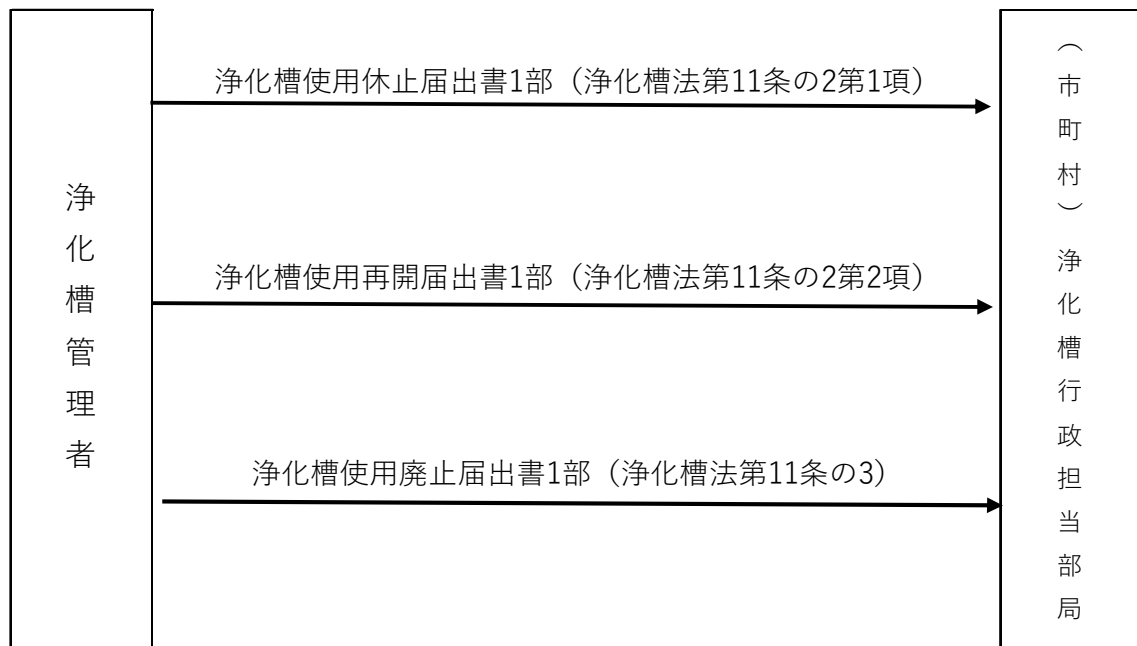 浄化槽管理者
浄化槽使用休止届出書1部（浄化槽法第11条の2第1項）
浄化槽使用再開届出書1部（浄化槽法第11条の2第2項）
浄化槽使用廃止届出書1部（浄化槽法第11条の3）
（市町村）浄化槽行政担当部局